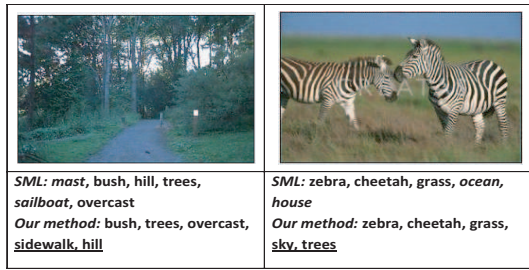 SML: mast, bush, hill, trees,
sailboat, overcast
Our method: bush, trees, overcast,
sidewalk, hill
SML: zebra, cheetah, grass, ocean,
house
Our method: zebra, cheetah, grass,
sky, trees